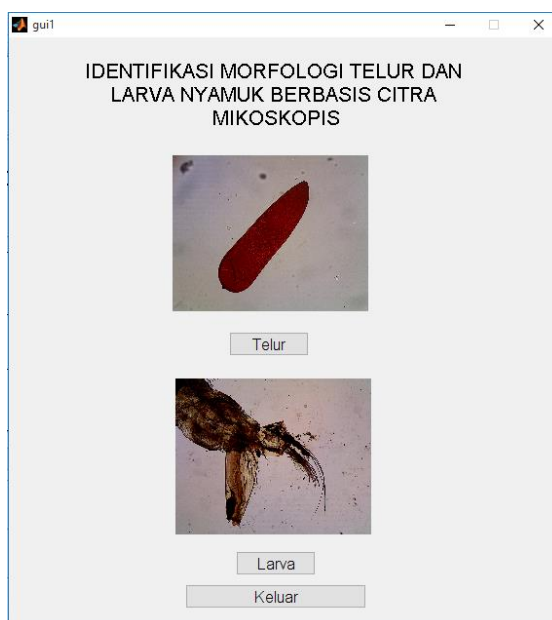 gui1
IDENTIFIKASI MORFOLOGI TELUR DAN
LARVA NYAMUK BERBASIS CITRA
MIKOSKOPIS
Telur
Larva
Keluar